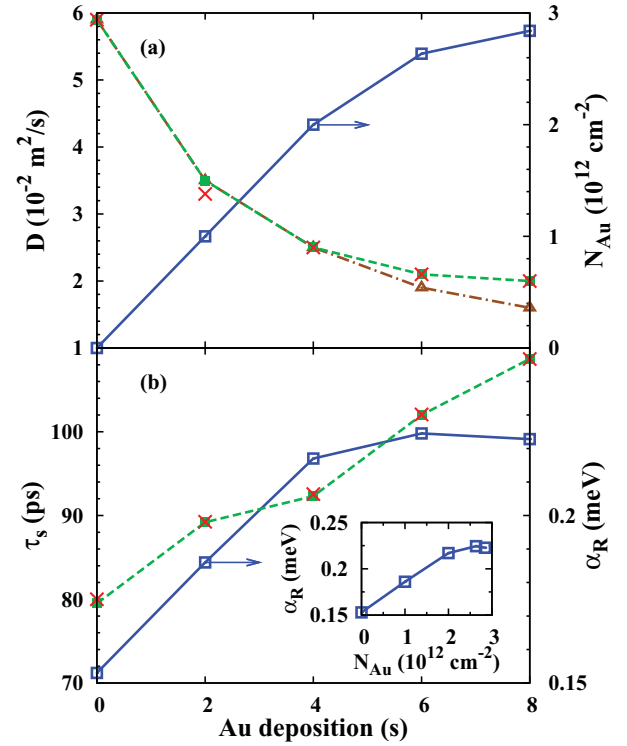 (a)
D (10⁻² m²/s)
6
5
4
3
2
1
N_Au (10¹² cm⁻²)
3
2
1
0
(b)
τ_s (ps)
100
90
80
70
α_R (meV)
0.2
0.15
α_R (meV)
0.25
0.2
0.15
0 1 2 3
N_Au (10¹² cm⁻²)
0 2 4 6 8
Au deposition (s)